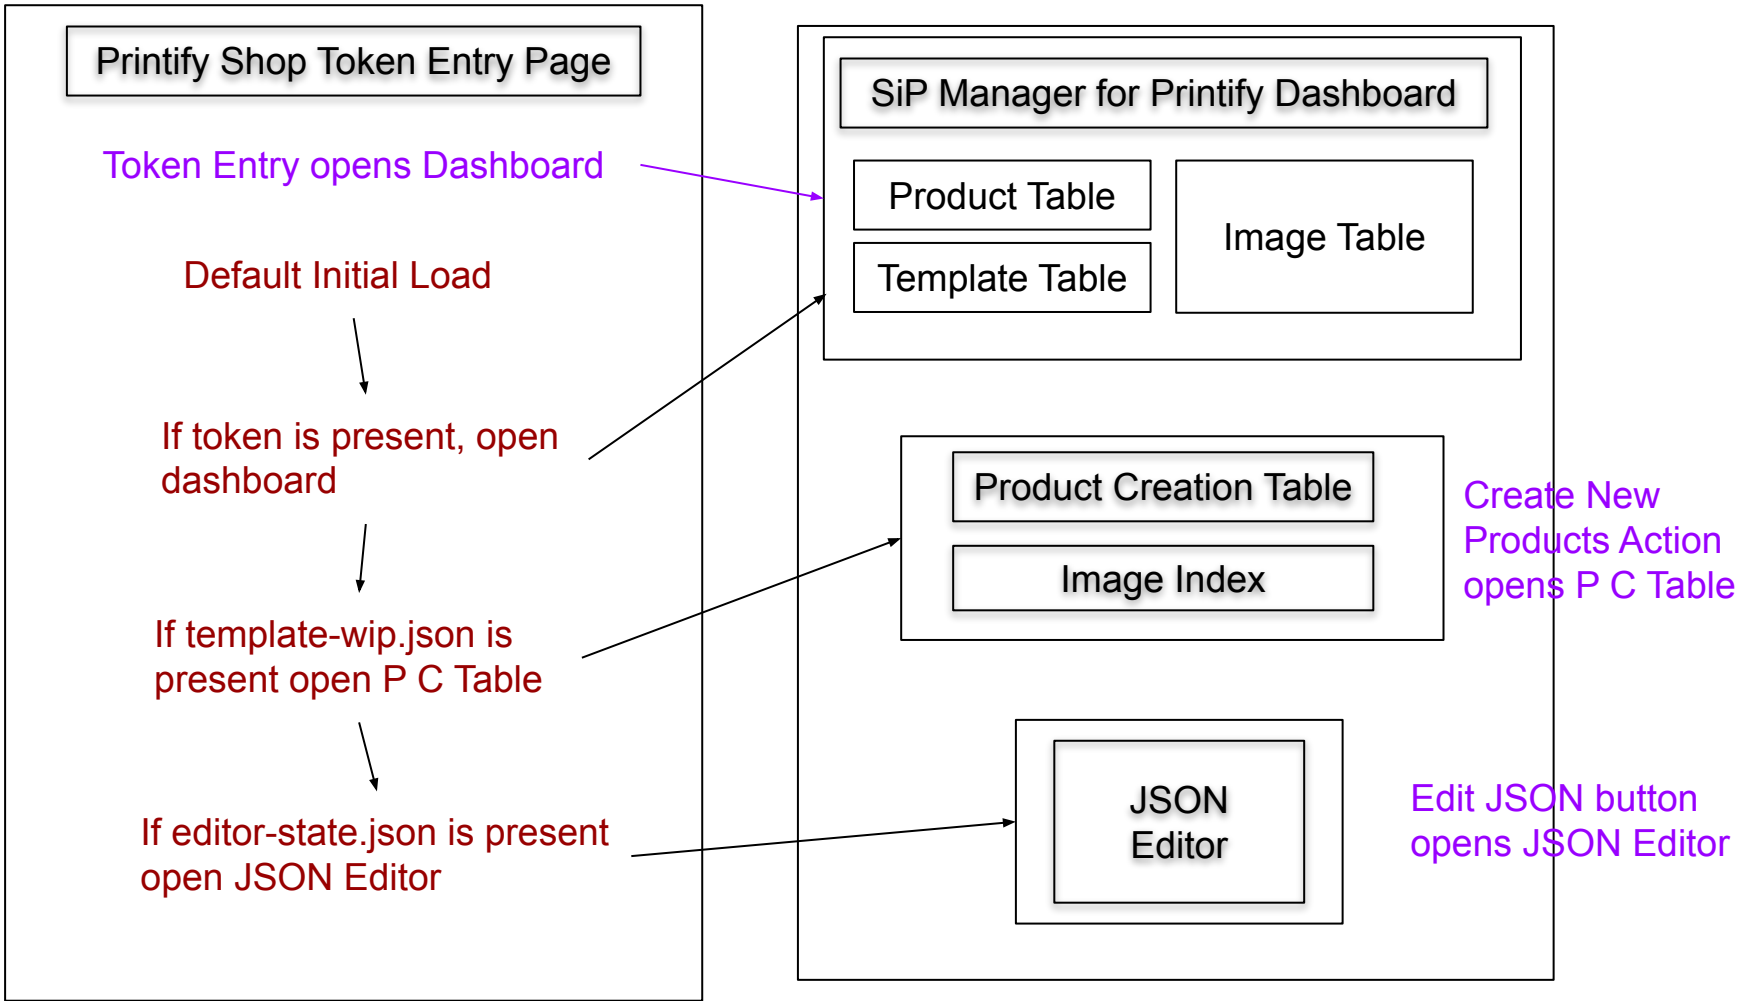 Printify Shop Token Entry Page
Token Entry opens Dashboard
Default Initial Load
If token is present, open
dashboard
If template-wip.json is
present open P C Table
If editor-state.json is present
open JSON Editor
SiP Manager for Printify Dashboard
Product Table
Template Table
Image Table
Product Creation Table
Image Index
Create New
Products Action
opens P C Table
JSON
Editor
Edit JSON button
opens JSON Editor